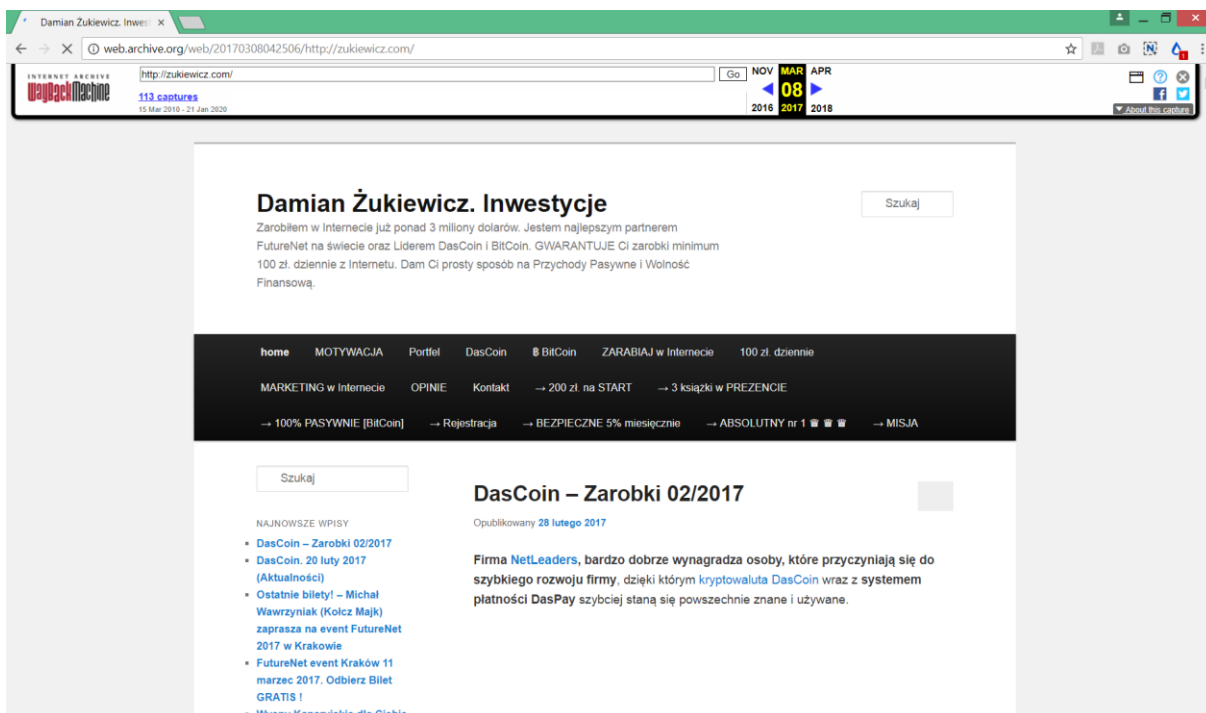 Damian Żukiewicz. Inwes
web.archive.org/web/20170308042506/http://zukiewicz.com/
INTERNET ARCHIVE
WayBackMachine
http://zukiewicz.com/
Go
NOV MAR APR
113 captures
08
15 Mar 2010 - 21 Jan 2020
2016 2017 2018
About this capture
Damian Żukiewicz. Inwestycje
Szukaj
Zarobiłem w Internecie już ponad 3 miliony dolarów. Jestem najlepszym partnerem
FutureNet na świecie oraz Liderem DasCoin i BitCoin. GWARANTUJE Ci zarobki minimum
100 zł. dziennie z Internetu. Dam Ci prosty sposób na Przychody Pasywne i Wolność
Finansową.
home MOTYWACJA Portfel DasCoin ฿ BitCoin ZARABIAJ w Internecie 100 zł. dziennie
MARKETING w Internecie OPINIE Kontakt → 200 zł. na START → 3 książki w PREZENCIE
→ 100% PASYWNIE [BitCoin] → Rejestracja → BEZPIECZNE 5% miesięcznie → ABSOLUTNY nr 1 ♛ ♛ ♛ → MISJA
Szukaj
NAJNOWSZE WPISY
DasCoin – Zarobki 02/2017
DasCoin. 20 luty 2017
(Aktualności)
Ostatnie bilety! – Michał
Wawrzyniak (Kołcz Majk)
zaprasza na event FutureNet
2017 w Krakowie
FutureNet event Kraków 11
marzec 2017. Odbierz Bilet
GRATIS !
DasCoin – Zarobki 02/2017
Opublikowany 28 lutego 2017
Firma NetLeaders, bardzo dobrze wynagradza osoby, które przyczyniają się do
szybkiego rozwoju firmy, dzięki którym kryptowaluta DasCoin wraz z systemem
płatności DasPay szybciej staną się powszechnie znane i używane.